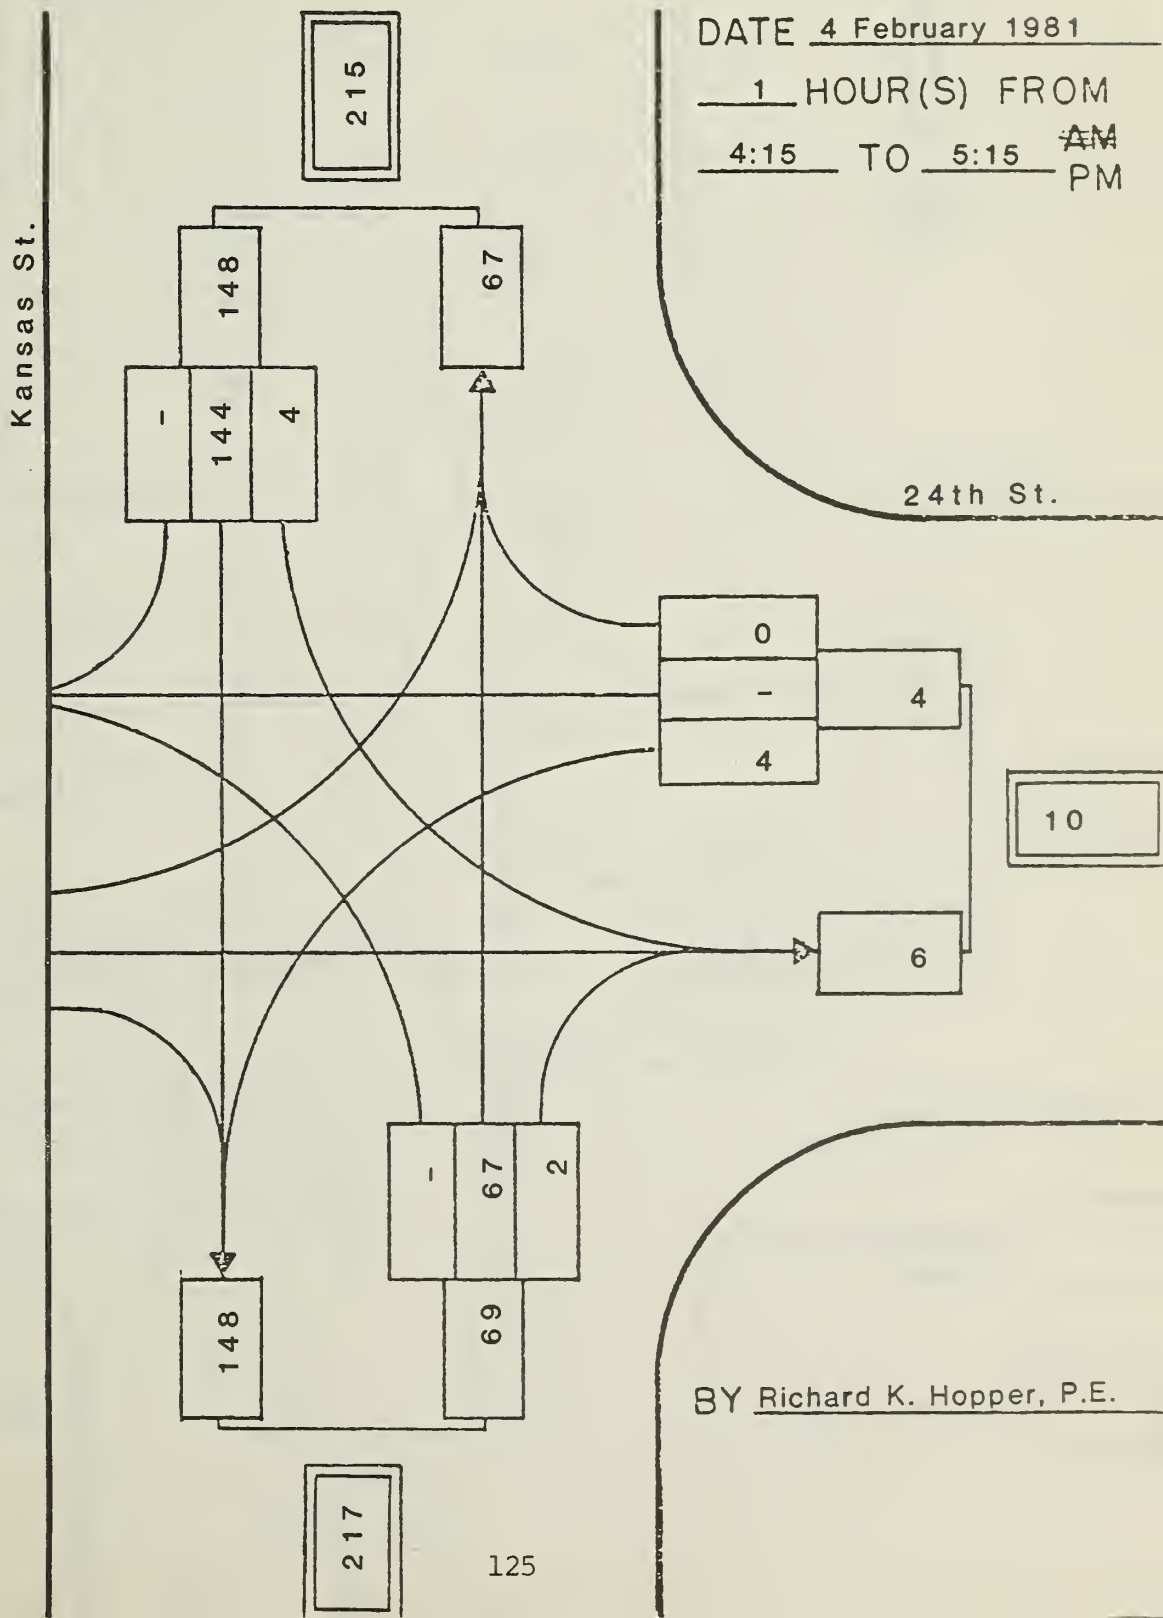 DATE 4 February 1981
1 HOUR(S) FROM
4:15 TO 5:15 AM
PM
Kansas St.
215
148
67
-
144
4
24th St.
0
-
4
4
10
6
-
67
2
148
69
BY Richard K. Hopper, P.E.
217
125